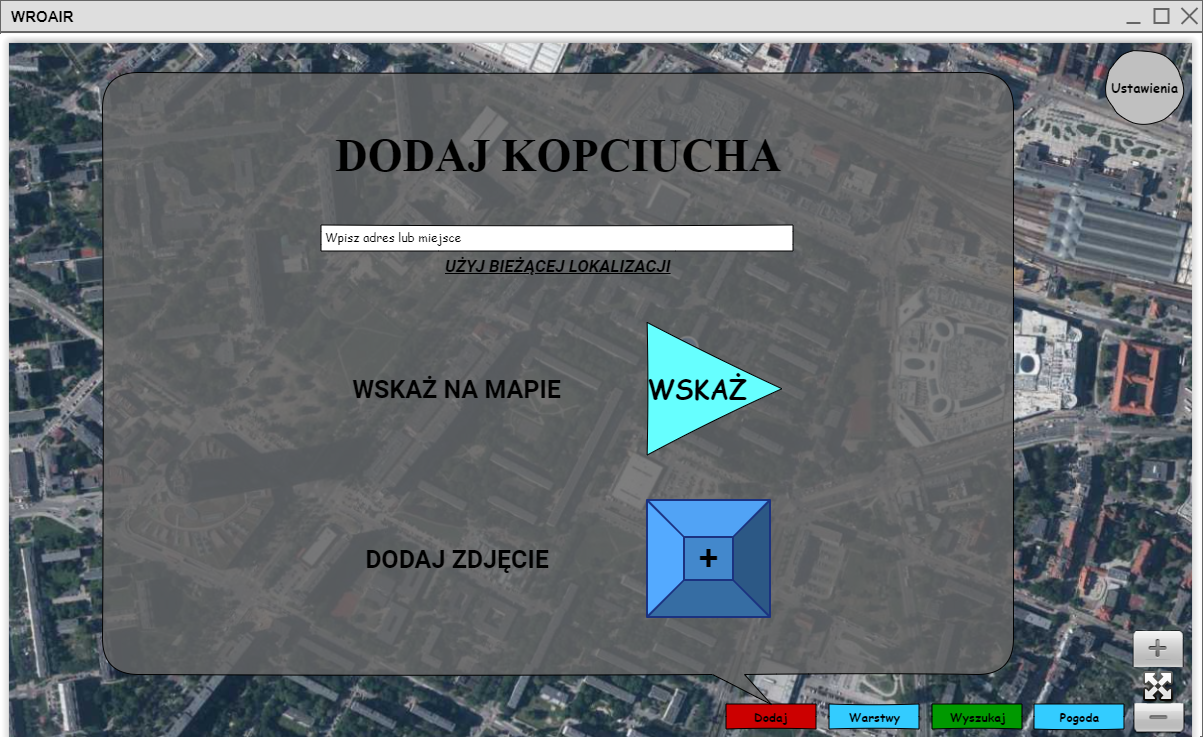 WROAIR
Ustawienia
DODAJ KOPCIUCHA
Wpisz adres lub miejsce
UŻYJ BIEŻĄCEJ LOKALIZACJI
WSKAŻ NA MAPIE
WSKAŻ
DODAJ ZDJĘCIE
+
+
−
Dodaj
Warstwy
Wyszukaj
Pogoda